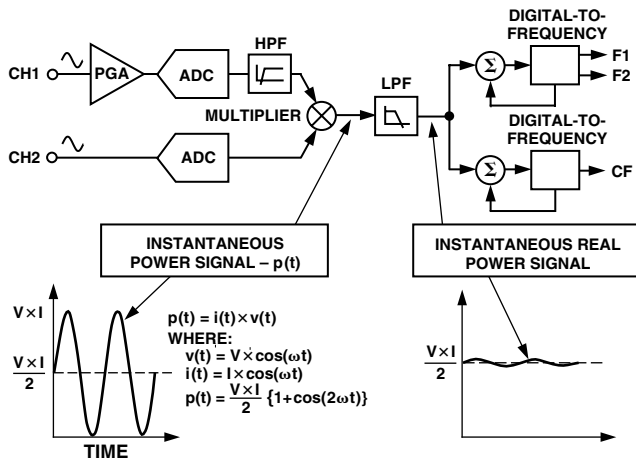 DIGITAL-TO-
FREQUENCY
HPF
F1
CH1
PGA
ADC
Σ
F2
LPF
MULTIPLIER
DIGITAL-TO-
FREQUENCY
CH2
ADC
Σ
CF
INSTANTANEOUS
POWER SIGNAL – p(t)
INSTANTANEOUS REAL
POWER SIGNAL
V × I
p(t) = i(t) × v(t)
WHERE:
v(t) = V × cos(ωt)
i(t) = I × cos(ωt)
p(t) = V × I / 2 {1+cos(2ωt)}
V × I
2
TIME
V × I
2